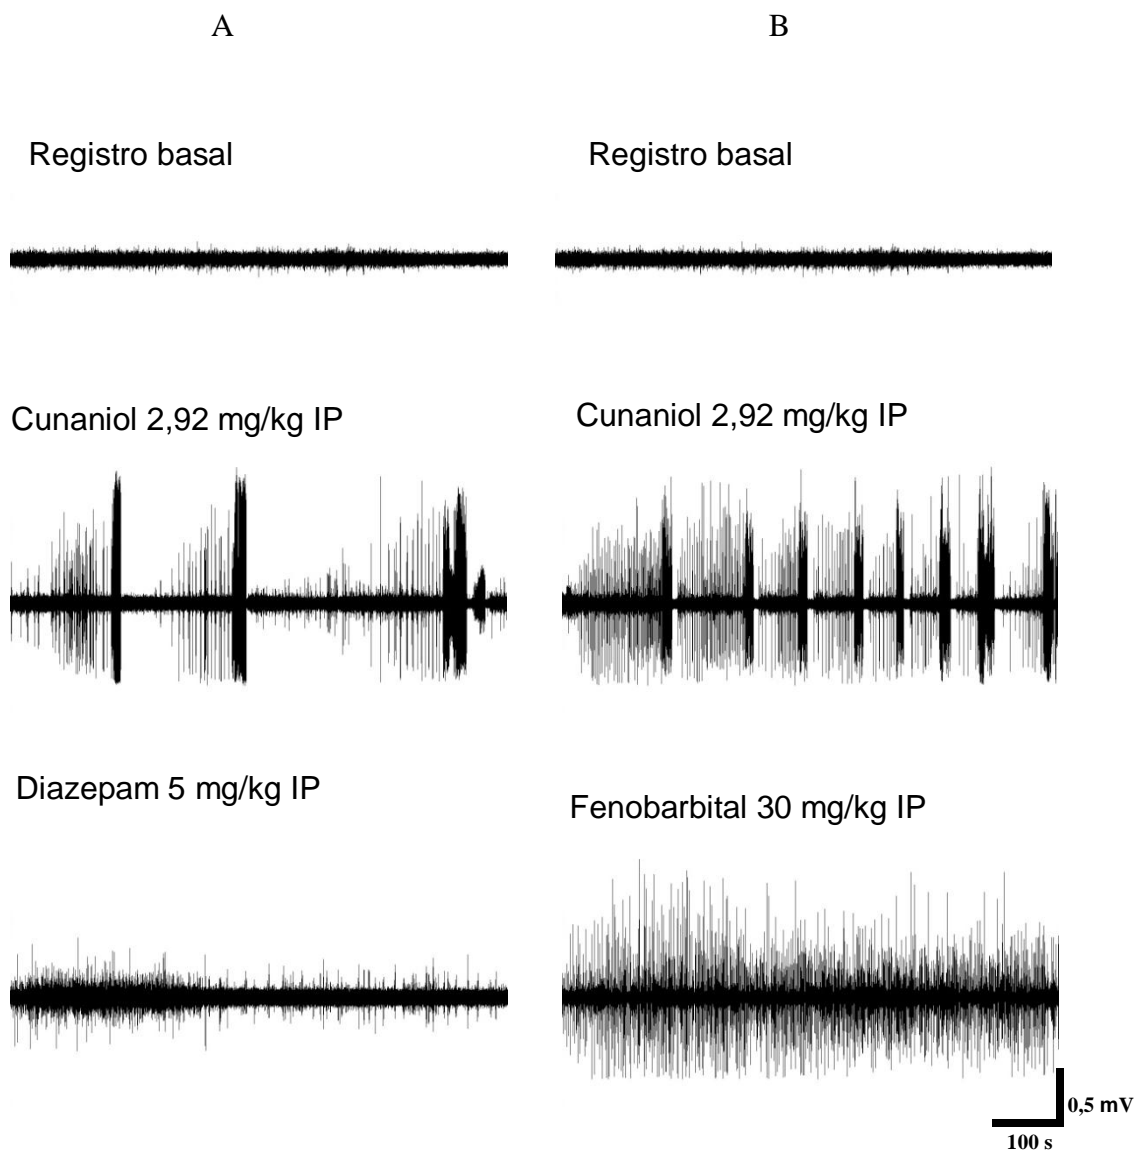 A
B
Registro basal
Registro basal
Cunaniol 2,92 mg/kg IP
Cunaniol 2,92 mg/kg IP
Diazepam 5 mg/kg IP
Fenobarbital 30 mg/kg IP
0,5 mV
100 s